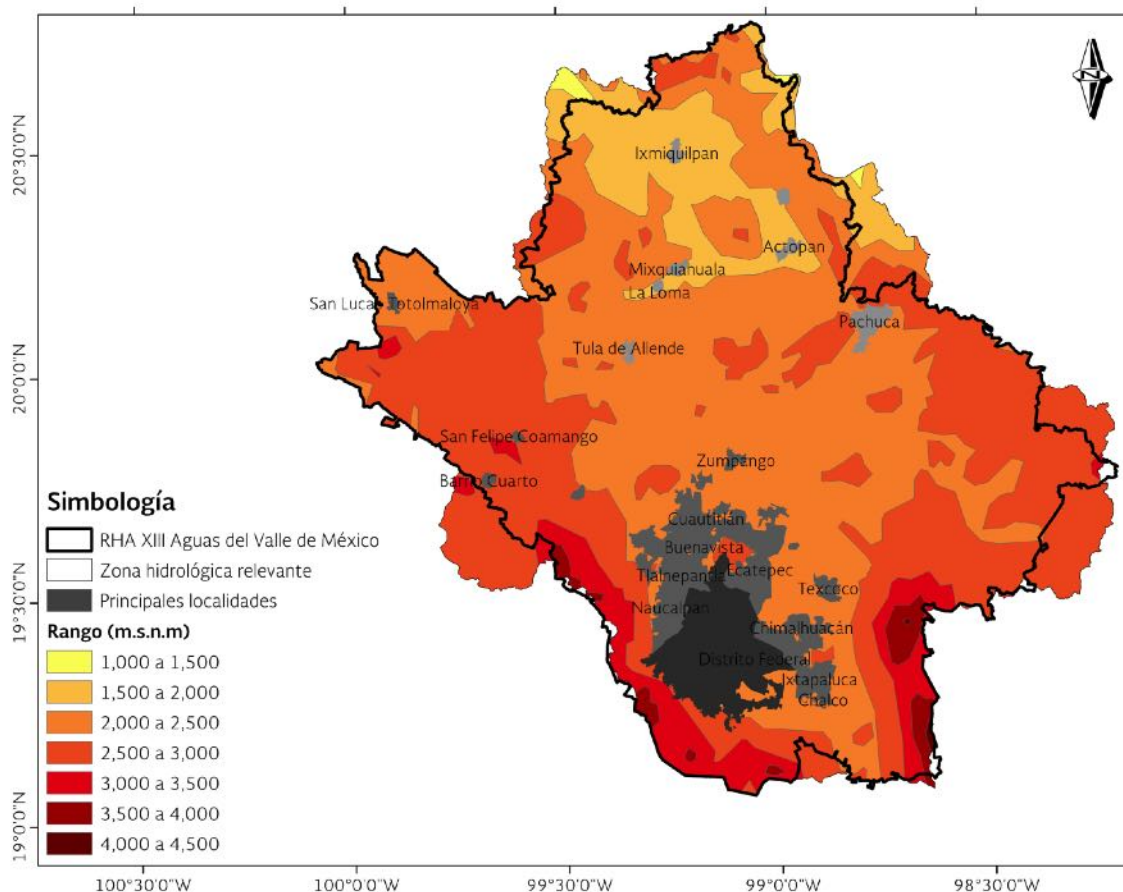 20°30'0"N
20°0'0"N
19°30'0"N
19°0'0"N
N
Ixmiquilpan
Actopan
Mixquiahuala
La Loma
San Lucas Totolmaloya
Pachuca
Tula de Allende
San Felipe Coamango
Zumpango
Barrio Cuarto
Cuautitlán
Buenavista
Tlalnepantla
Ecatepec
Texcoco
Naucalpan
Chimalhuacán
Distrito Federal
Ixtapaluca
Chalco
Simbología
RHA XIII Aguas del Valle de México
Zona hidrológica relevante
Principales localidades
Rango (m.s.n.m)
1,000 a 1,500
1,500 a 2,000
2,000 a 2,500
2,500 a 3,000
3,000 a 3,500
3,500 a 4,000
4,000 a 4,500
100°30'0"W
100°0'0"W
99°30'0"W
99°0'0"W
98°30'0"W